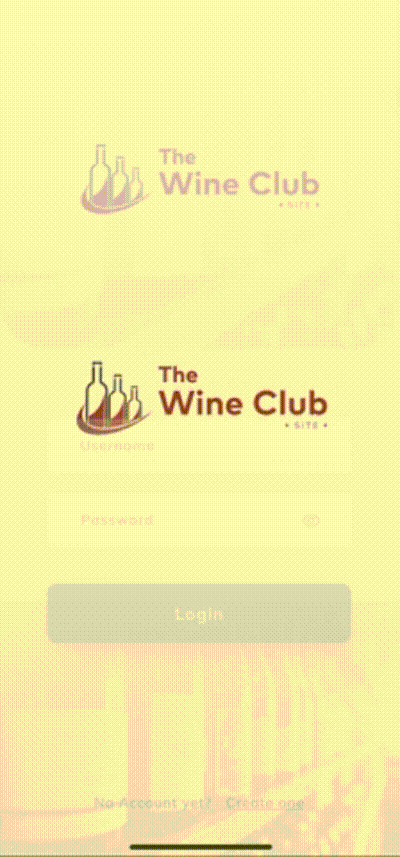 The
Wine Club
• SITE •
The
Wine Club
• SITE •
Username
Password
Login
No Account yet? Create one